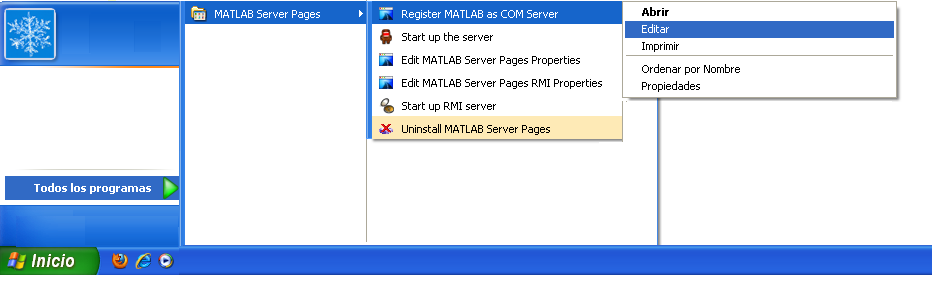 MATLAB Server Pages
Register MATLAB as COM Server
Start up the server
Edit MATLAB Server Pages Properties
Edit MATLAB Server Pages RMI Properties
Start up RMI server
Uninstall MATLAB Server Pages
Abrir
Editar
Imprimir
Ordenar por Nombre
Propiedades
Todos los programas
Inicio